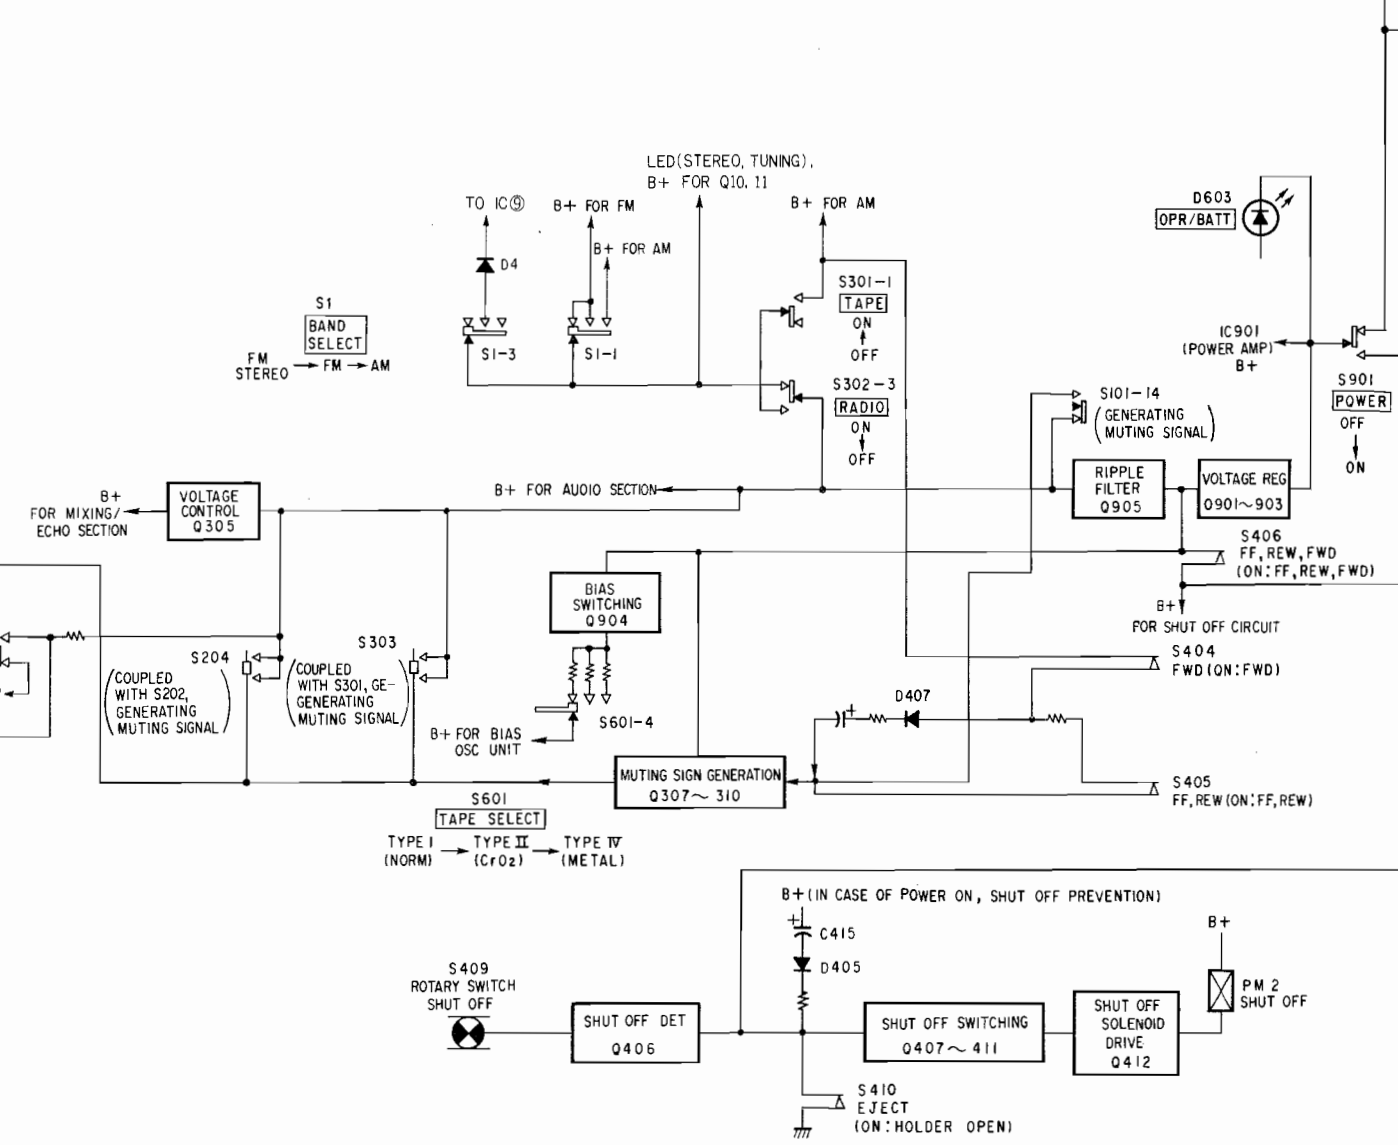 LED(STEREO, TUNING),
B+ FOR Q10, 11
TO IC⑨
B+ FOR FM
B+ FOR AM
B+ FOR AM
D4
D603
OPR/BATT
S1
BAND
SELECT
FM
STEREO → FM → AM
S1-3
S1-1
S301-1
TAPE
ON
OFF
S302-3
RADIO
ON
OFF
IC901
(POWER AMP)
B+
S901
POWER
OFF
ON
S101-14
(GENERATING
MUTING SIGNAL)
B+
FOR MIXING/
ECHO SECTION
VOLTAGE
CONTROL
Q305
B+ FOR AUDIO SECTION
RIPPLE
FILTER
Q905
VOLTAGE REG
Q901~903
S406
FF, REW, FWD
(ON:FF, REW, FWD)
BIAS
SWITCHING
Q904
B+
FOR SHUT OFF CIRCUIT
S404
FWD(ON:FWD)
S204
(COUPLED
WITH S202,
GENERATING
MUTING SIGNAL)
S303
(COUPLED
WITH S301, GE-
GENERATING
MUTING SIGNAL)
S601-4
B+ FOR BIAS
OSC UNIT
D407
+
MUTING SIGN GENERATION
Q307~310
S405
FF, REW(ON:FF, REW)
S601
TAPE SELECT
TYPE I → TYPE II → TYPE IV
(NORM) (CrO2) (METAL)
B+(IN CASE OF POWER ON, SHUT OFF PREVENTION)
+
C415
D405
B+
PM 2
SHUT OFF
S409
ROTARY SWITCH
SHUT OFF
SHUT OFF DET
Q406
SHUT OFF SWITCHING
Q407~411
SHUT OFF
SOLENOID
DRIVE
Q412
S410
EJECT
(ON:HOLDER OPEN)